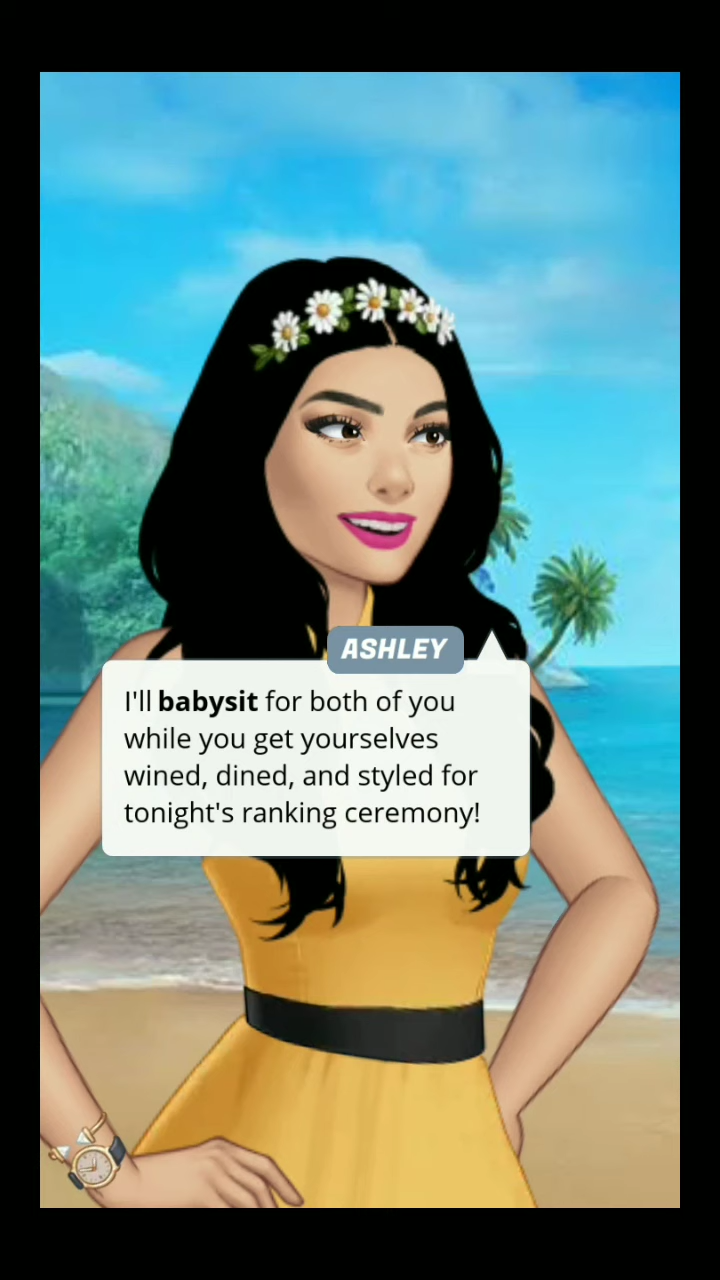 ASHLEY
I'll babysit for both of you
while you get yourselves
wined, dined, and styled for
tonight's ranking ceremony!